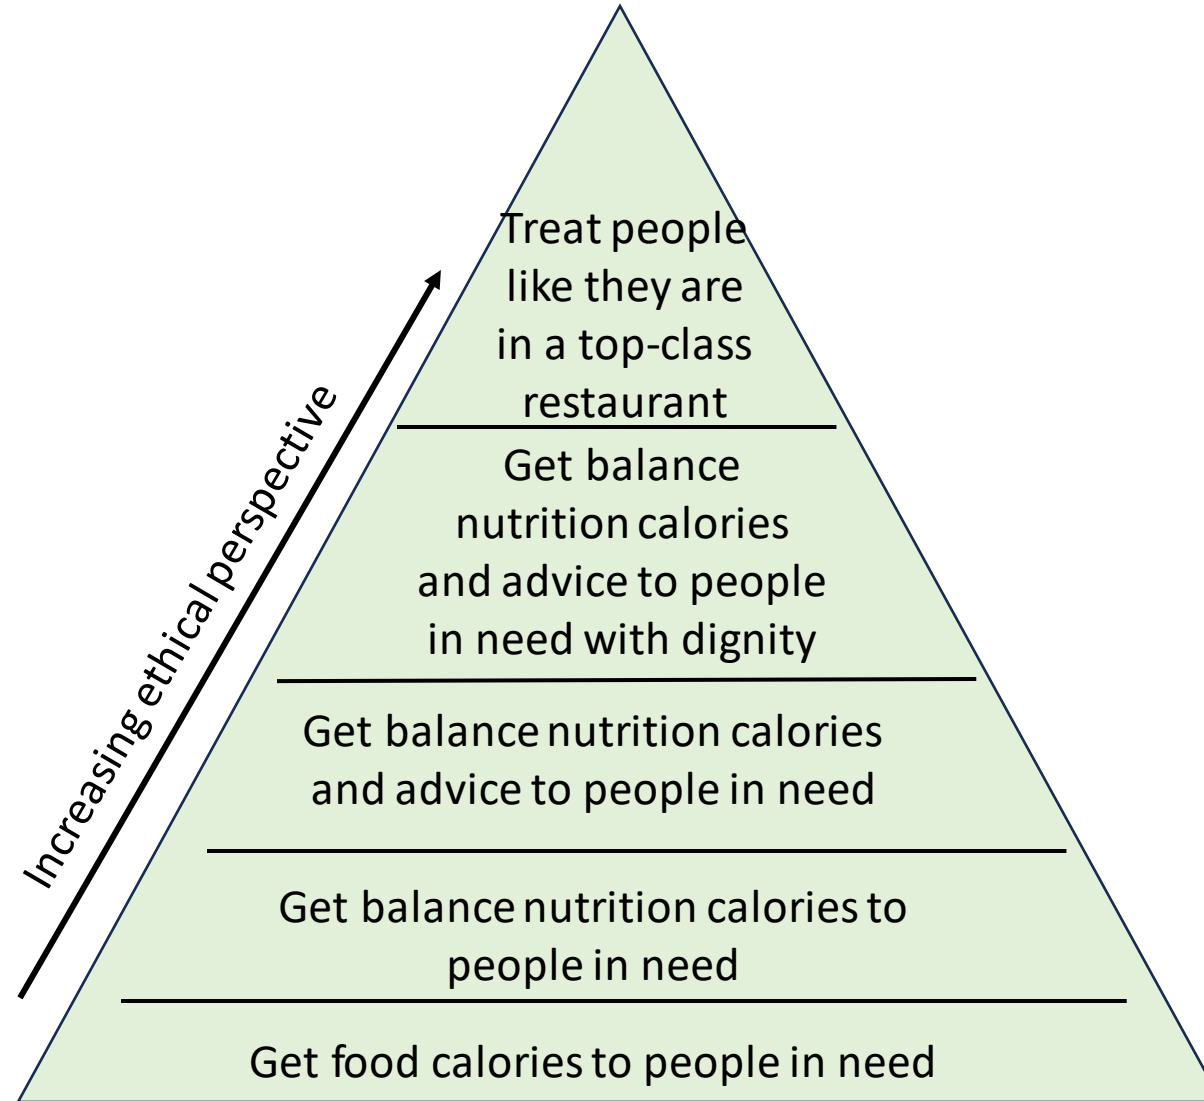 Treat people
like they are
in a top-class
restaurant
Get balance
nutrition calories
and advice to people
in need with dignity
Get balance nutrition calories
and advice to people in need
Get balance nutrition calories to
people in need
Get food calories to people in need
Increasing ethical perspective